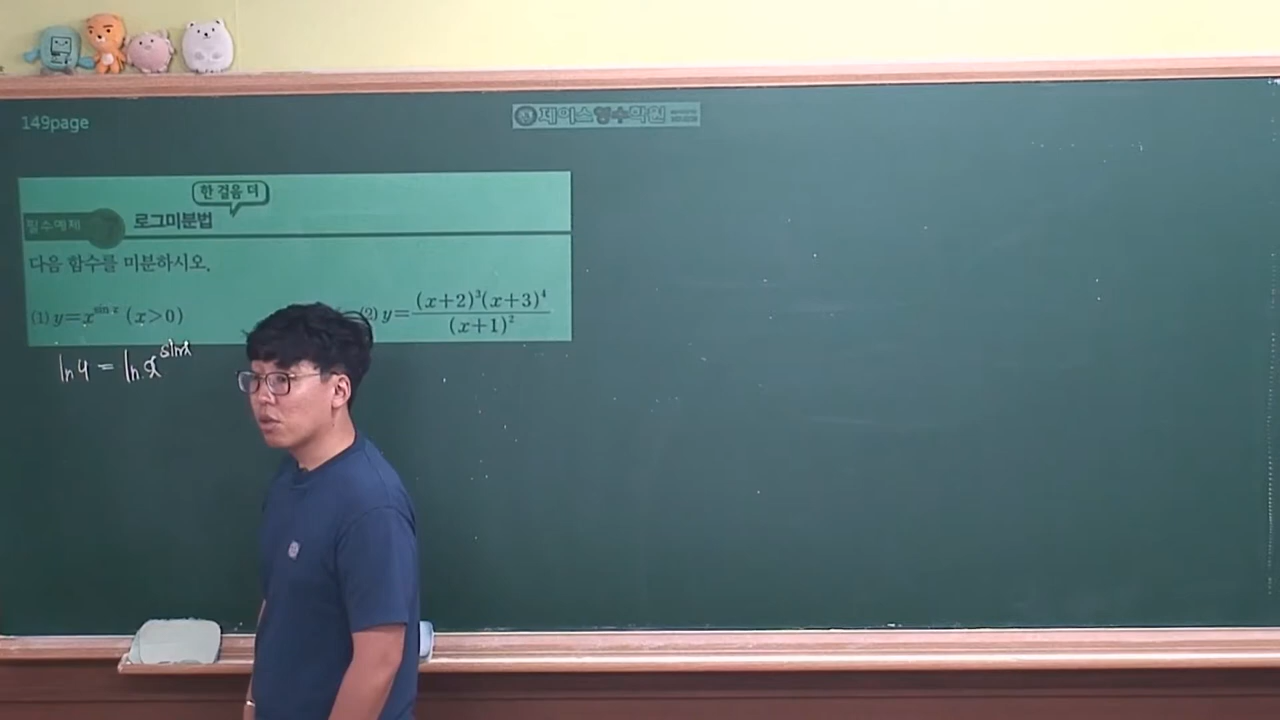 149page
제이스영수학원
한 걸음 더
필수예제
로그미분법
다음 함수를 미분하시오.
(1) y=x^{sin x} (x>0)
(2) y=\frac{(x+2)^3(x+3)^4}{(x+1)^2}
ln y = ln x^{sinx}